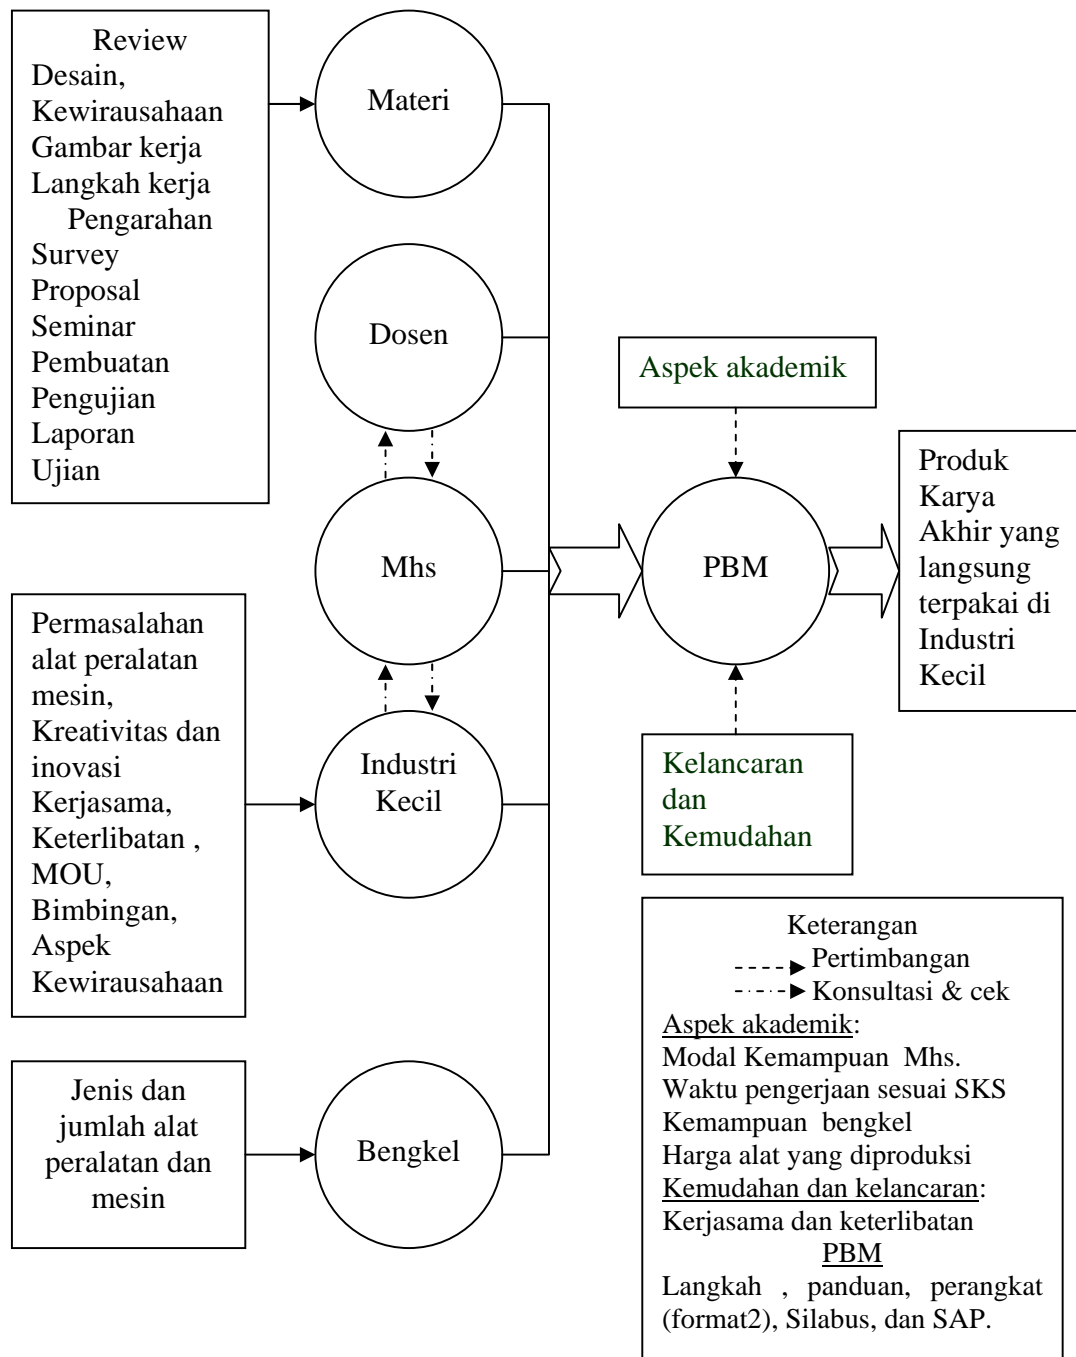 Review
Desain,
Kewirausahaan
Gambar kerja
Langkah kerja
Pengarahan
Survey
Proposal
Seminar
Pembuatan
Pengujian
Laporan
Ujian
Materi
Dosen
Mhs
Permasalahan
alat peralatan
mesin,
Kreativitas dan
inovasi
Kerjasama,
Keterlibatan ,
MOU,
Bimbingan,
Aspek
Kewirausahaan
Industri
Kecil
Jenis dan
jumlah alat
peralatan dan
mesin
Bengkel
Aspek akademik
PBM
Kelancaran
dan
Kemudahan
Produk
Karya
Akhir yang
langsung
terpakai di
Industri
Kecil
Keterangan
Pertimbangan
Konsultasi & cek
Aspek akademik:
Modal Kemampuan  Mhs.
Waktu pengerjaan sesuai SKS
Kemampuan  bengkel
Harga alat yang diproduksi
Kemudahan dan kelancaran:
Kerjasama dan keterlibatan
PBM
Langkah , panduan, perangkat
(format2), Silabus, dan SAP.